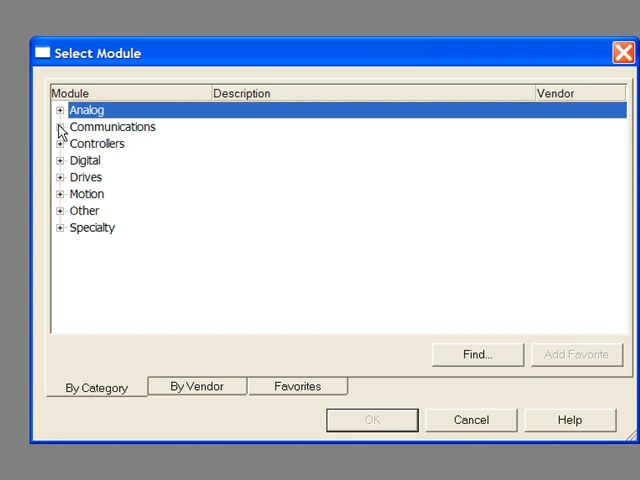 Select Module
Module Description Vendor
Analog
Communications
Controllers
Digital
Drives
Motion
Other
Specialty
Find... Add Favorite
By Category By Vendor Favorites
OK Cancel Help